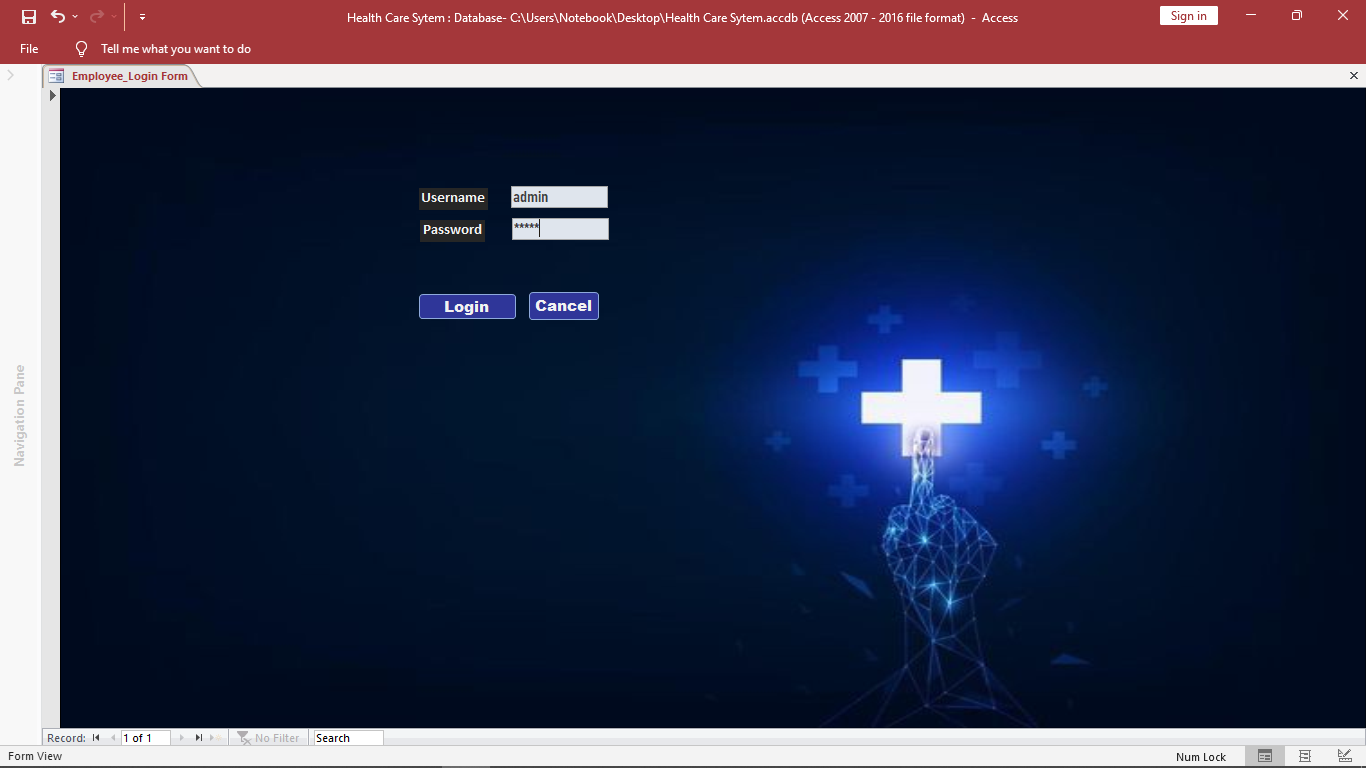 Health Care Sytem : Database- C:\Users\Notebook\Desktop\Health Care Sytem.accdb (Access 2007 - 2016 file format) - Access
Sign in
File
Tell me what you want to do
Employee_Login Form
Username
admin
Password
*****
Login
Cancel
Navigation Pane
Record:
1 of 1
No Filter
Search
Form View
Num Lock